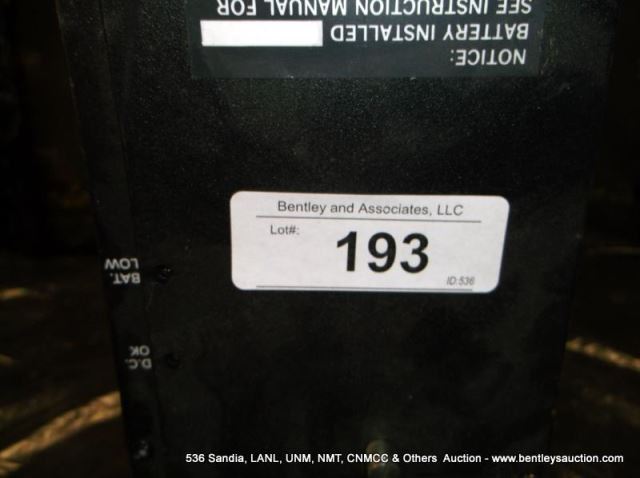 NOTICE:
BATTERY INSTALLED
SEE INSTRUCTION MANUAL FOR
Bentley and Associates, LLC
Lot#:
193
ID:536
BAT.
LOW
D.C.
OK
536 Sandia, LANL, UNM, NMT, CNMCC & Others Auction - www.bentleysauction.com